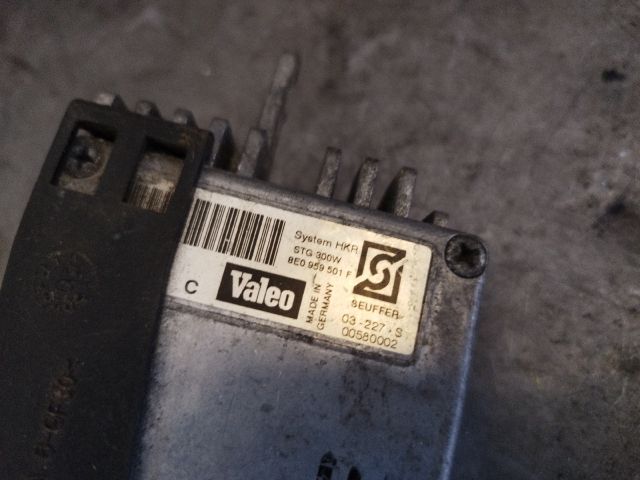 System HKR
STG 300W
8E0 959 501 F
C
Valeo
MADE IN
GERMANY
SEUFFER
03-227-S
00580002